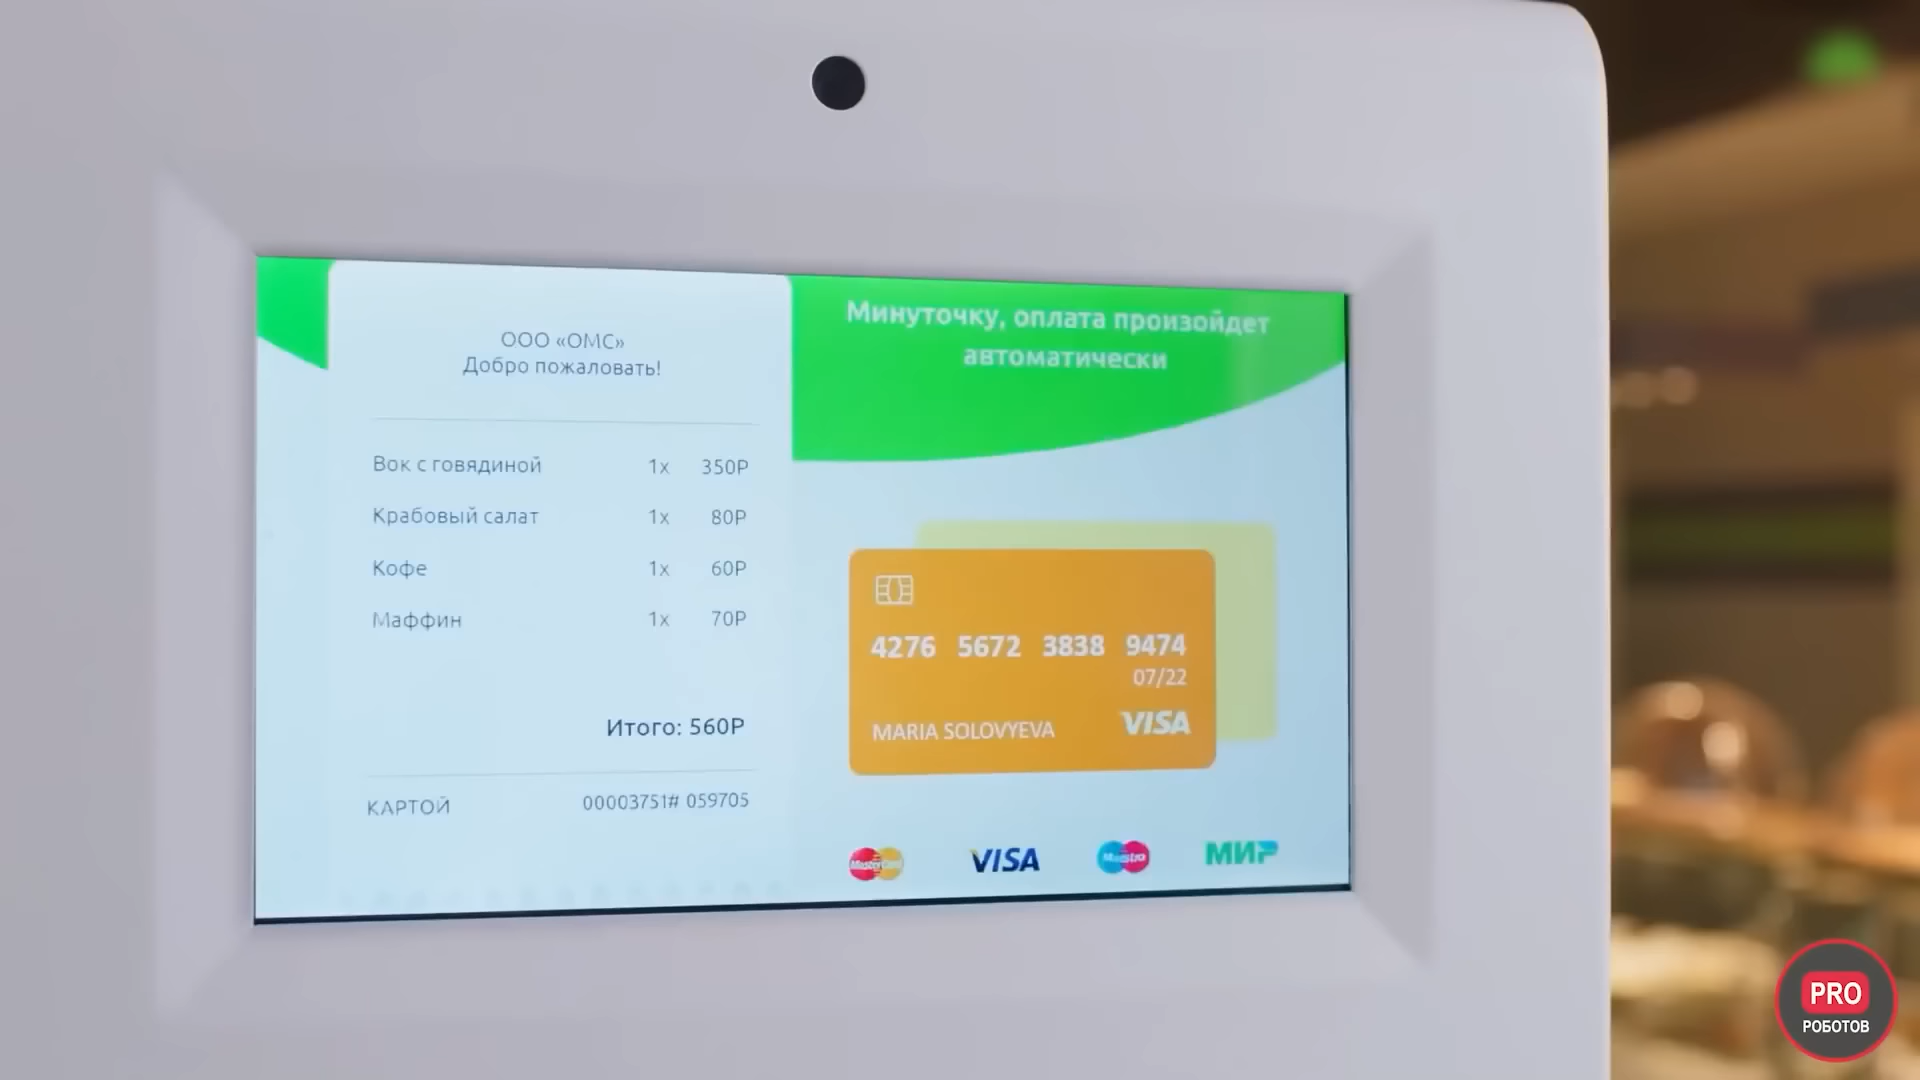 ООО «ОМС»
Добро пожаловать!
Вок с говядиной 1x 350Р
Крабовый салат 1x 80Р
Кофе 1x 60Р
Маффин 1x 70Р
Итого: 560Р
КАРТОЙ 00003751# 059705
Минуточку, оплата произойдет
автоматически
4276 5672 3838 9474
07/22
MARIA SOLOVYEVA VISA
MasterCard VISA Maestro МИР
PRO
РОБОТОВ